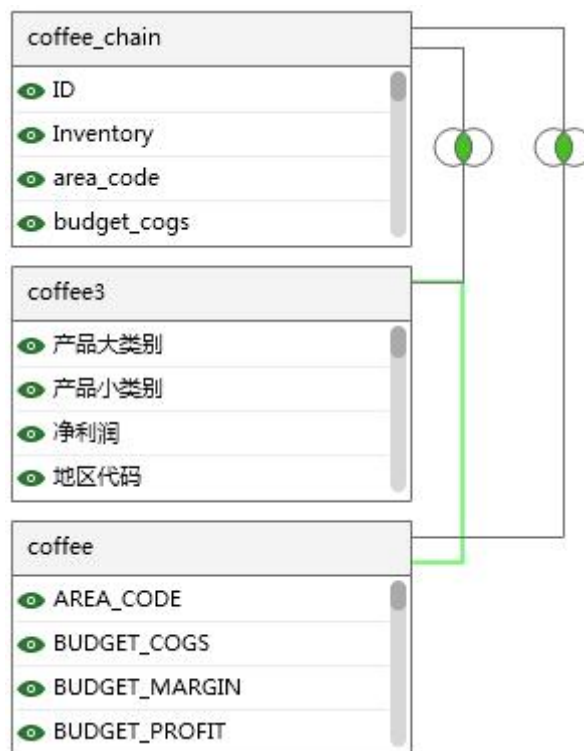 coffee_chain
ID
Inventory
area_code
budget_cogs
coffee3
产品大类别
产品小类别
净利润
地区代码
coffee
AREA_CODE
BUDGET_COGS
BUDGET_MARGIN
BUDGET_PROFIT